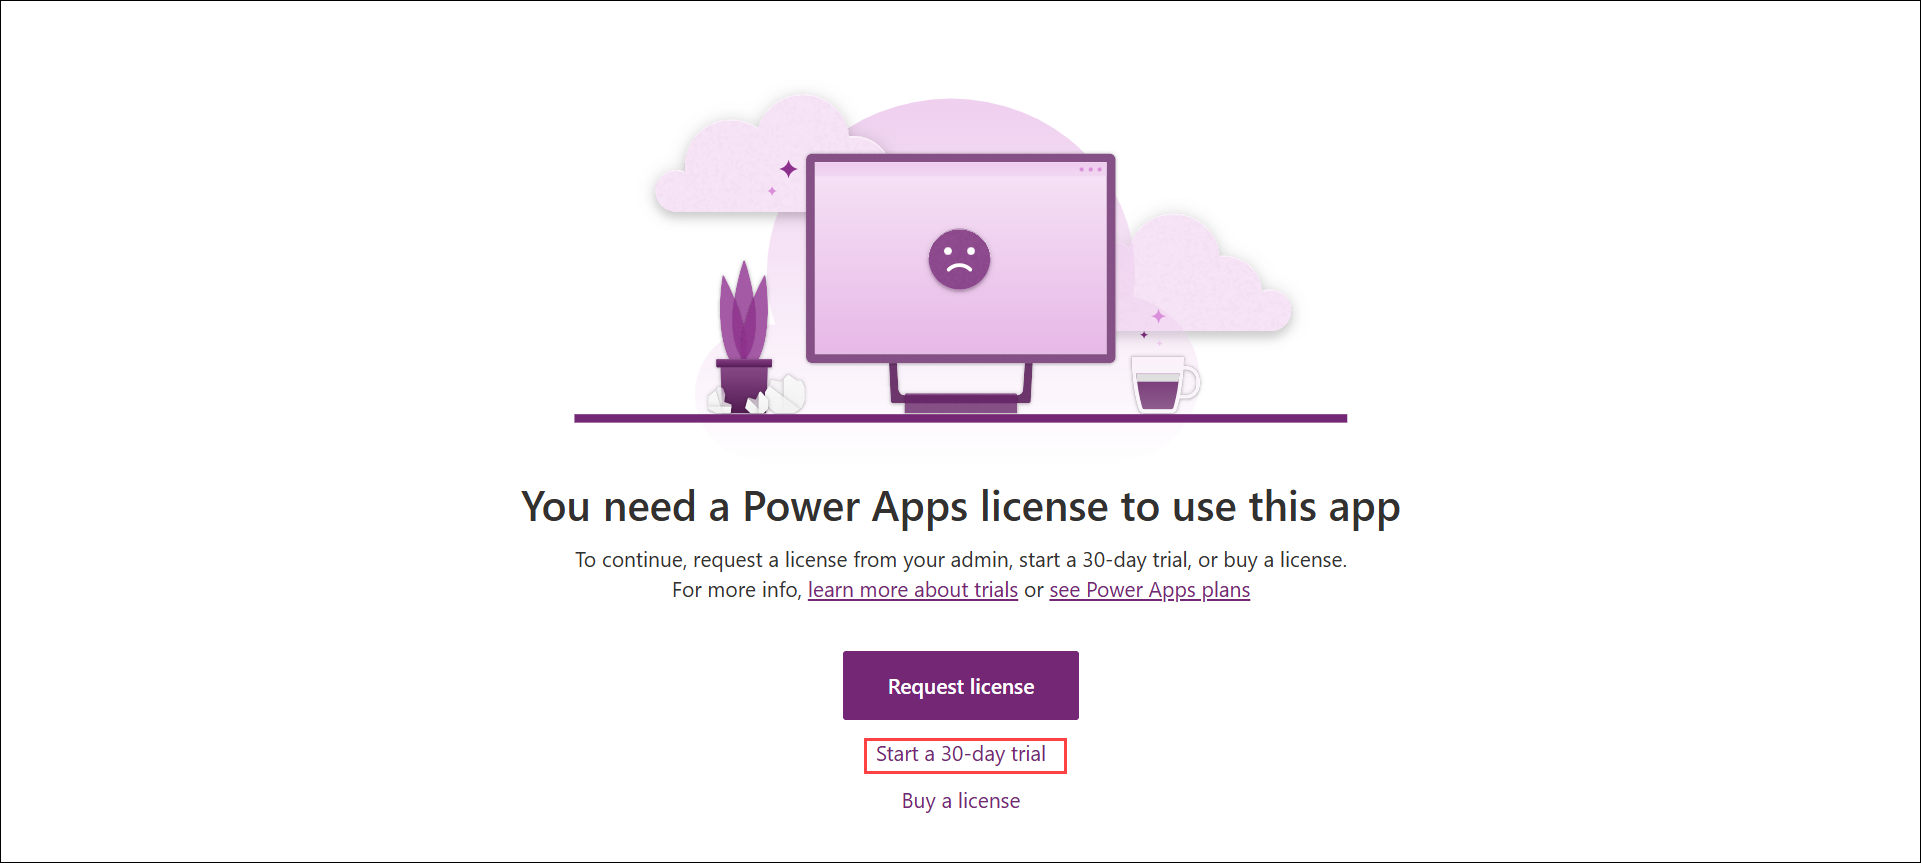 You need a Power Apps license to use this app
To continue, request a license from your admin, start a 30-day trial, or buy a license.
For more info, learn more about trials or see Power Apps plans
Request license
Start a 30-day trial
Buy a license